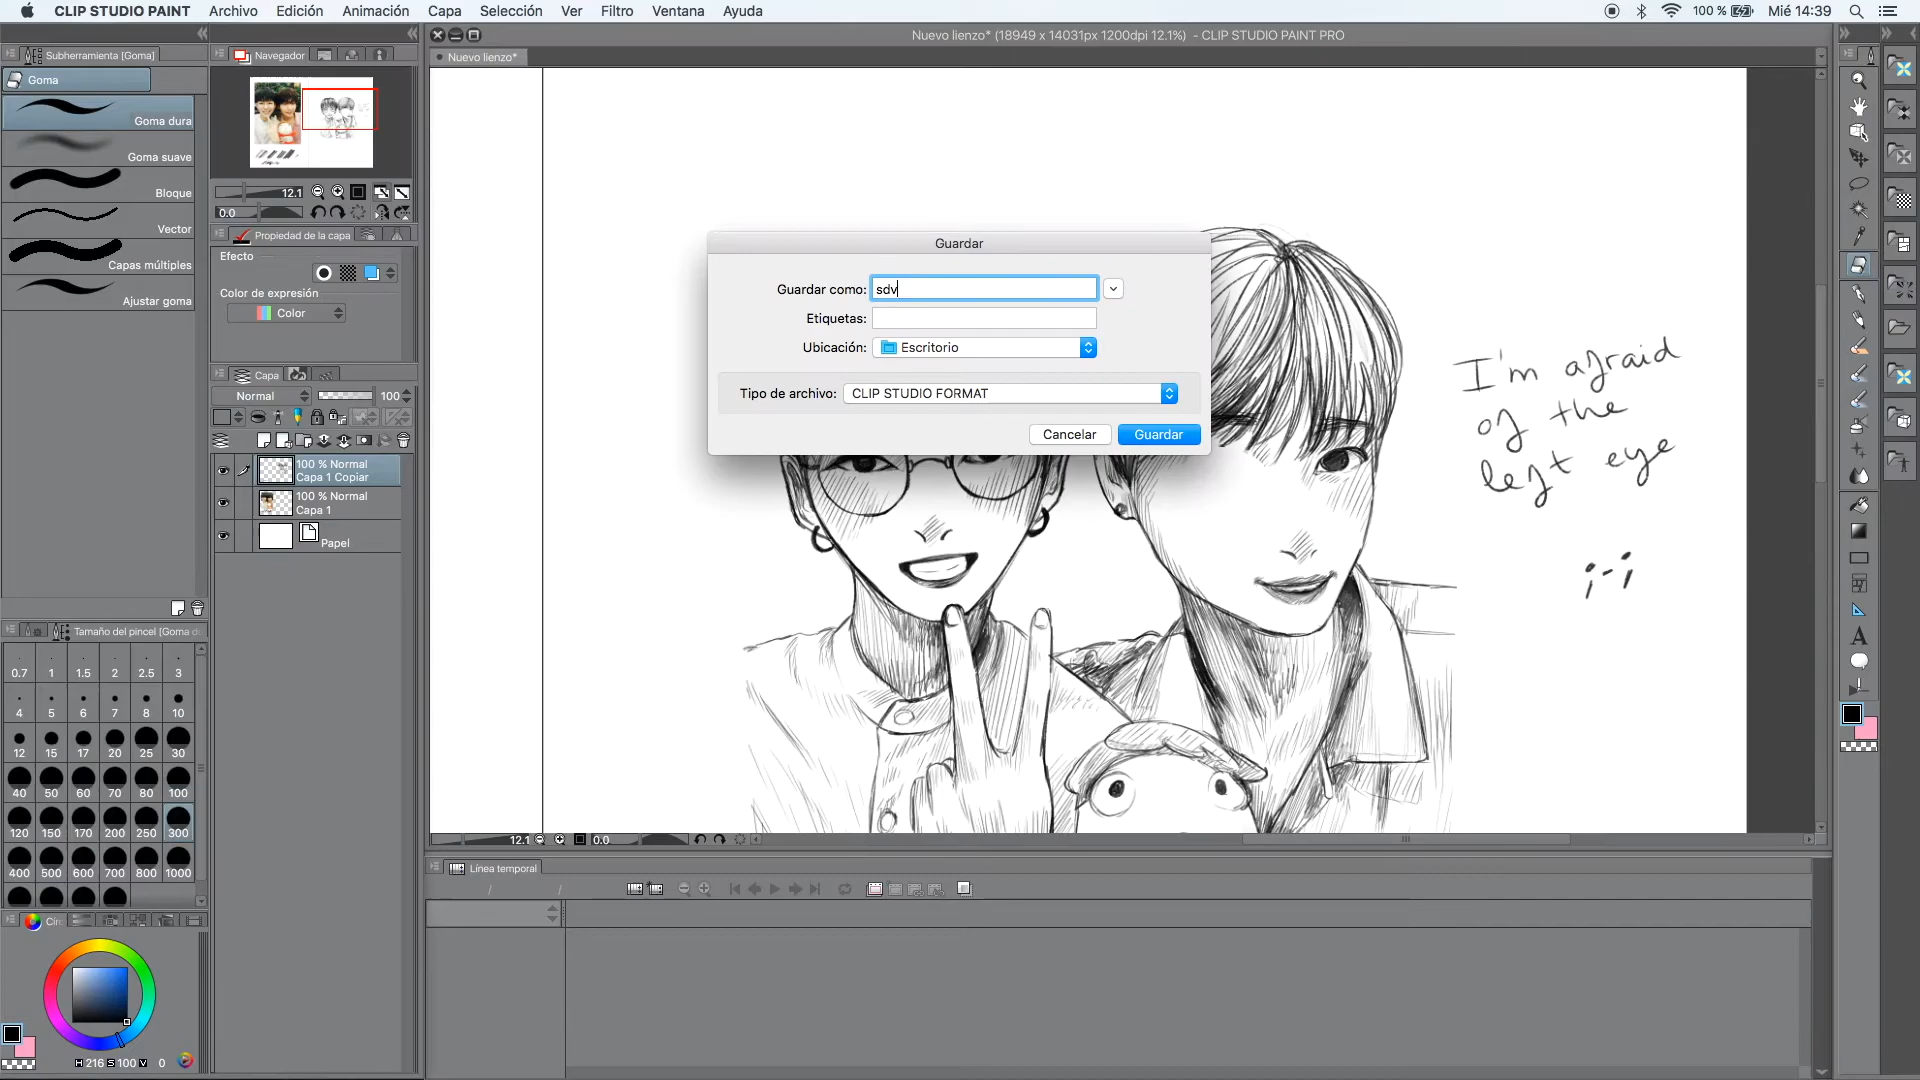 CLIP STUDIO PAINT Archivo Edición Animación Capa Selección Ver Filtro Ventana Ayuda 100 % Mié 14:39
Nuevo lienzo* (18949 x 14031px 1200dpi 12.1%) - CLIP STUDIO PAINT PRO
Subherramienta [Goma]
Goma
Goma dura
Goma suave
Bloque
Vector
Capas múltiples
Ajustar goma
Navegador
12.1
0.0
Propiedad de la capa
Efecto
Color de expresión
Color
Capa
Normal 100
100 % Normal
Capa 1 Copiar
100 % Normal
Capa 1
Papel
Nuevo lienzo*
Guardar
Guardar como: sdv
Etiquetas:
Ubicación: Escritorio
Tipo de archivo: CLIP STUDIO FORMAT
Cancelar Guardar
I'm afraid
of the
left eye
;-;
Tamaño del pincel [Goma d
0.7 1 1.5 2 2.5 3
4 5 6 7 8 10
12 15 17 20 25 30
40 50 60 70 80 100
120 150 170 200 250 300
400 500 600 700 800 1000
Cír
H 216 S 100 V 0
12.1 0.0
Línea temporal
/ /
A